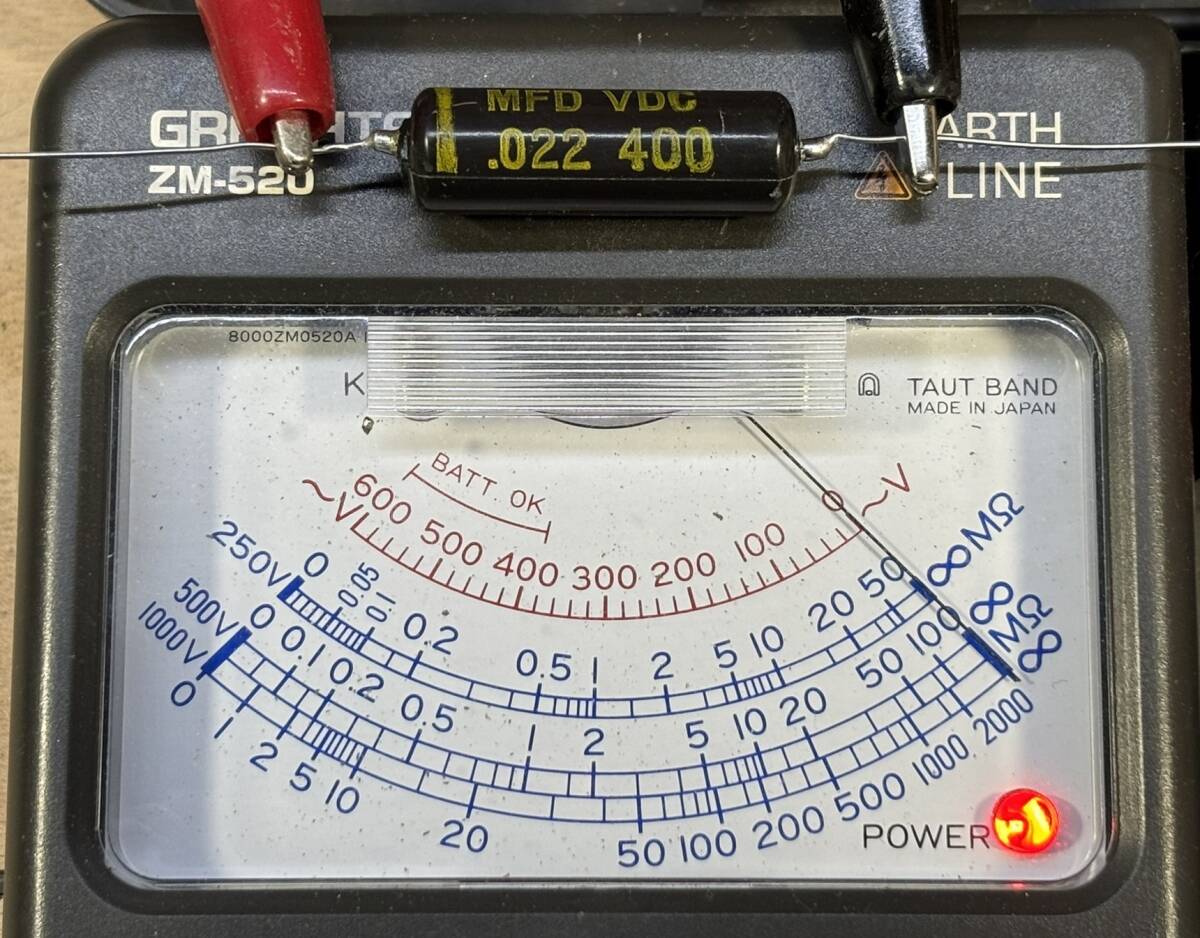 MFD VDC
.022 400
ZM-520
LINE
8000ZM0520A
K
TAUT BAND
MADE IN JAPAN
BATT. OK
~V 600 500 400 300 200 100 0 ~V
250V 0 0.05 0.1 0.2 0.5 1 2 5 10 20 50 ∞ MΩ
500V 0 0.1 0.2 0.5 1 2 5 10 20 50 100 ∞ MΩ
1000V 0 1 2 5 10 20 50 100 200 500 1000 2000 ∞
POWER